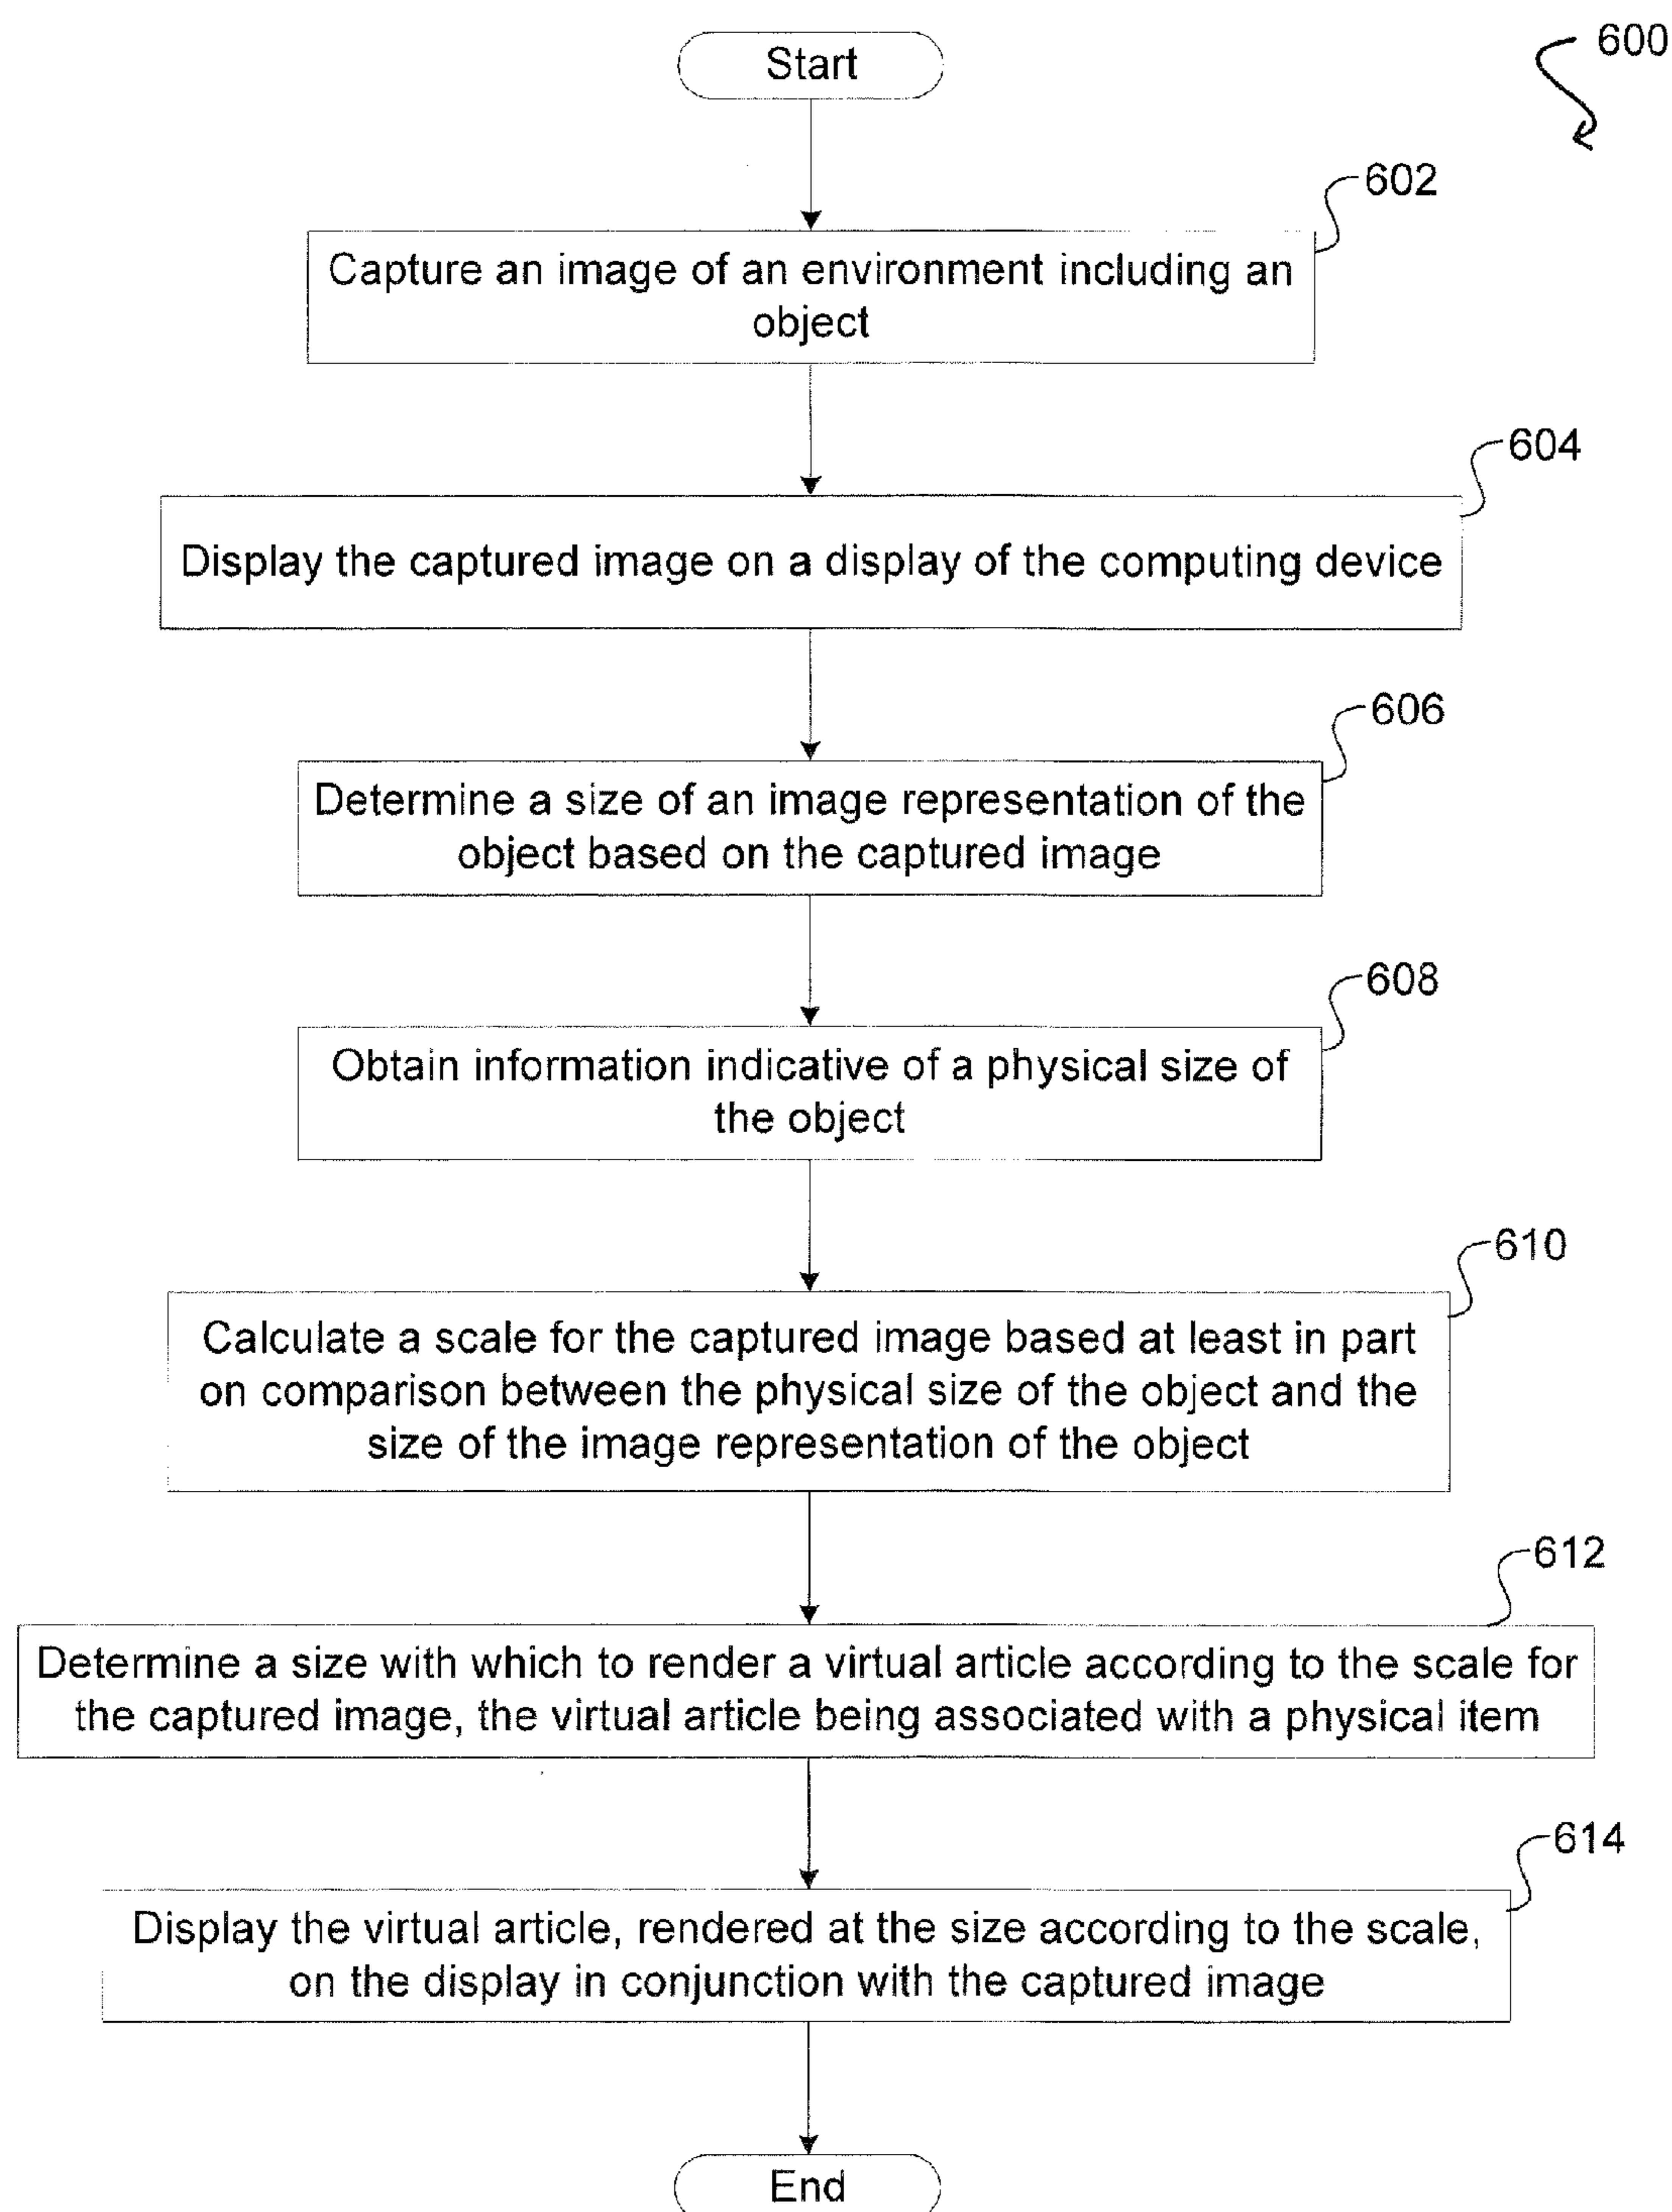 600
Start
602
Capture an image of an environment including an
object
604
Display the captured image on a display of the computing device
606
Determine a size of an image representation of the
object based on the captured image
608
Obtain information indicative of a physical size of
the object
610
Calculate a scale for the captured image based at least in part
on comparison between the physical size of the object and the
size of the image representation of the object
612
Determine a size with which to render a virtual article according to the scale for
the captured image, the virtual article being associated with a physical item
614
Display the virtual article, rendered at the size according to the scale,
on the display in conjunction with the captured image
End